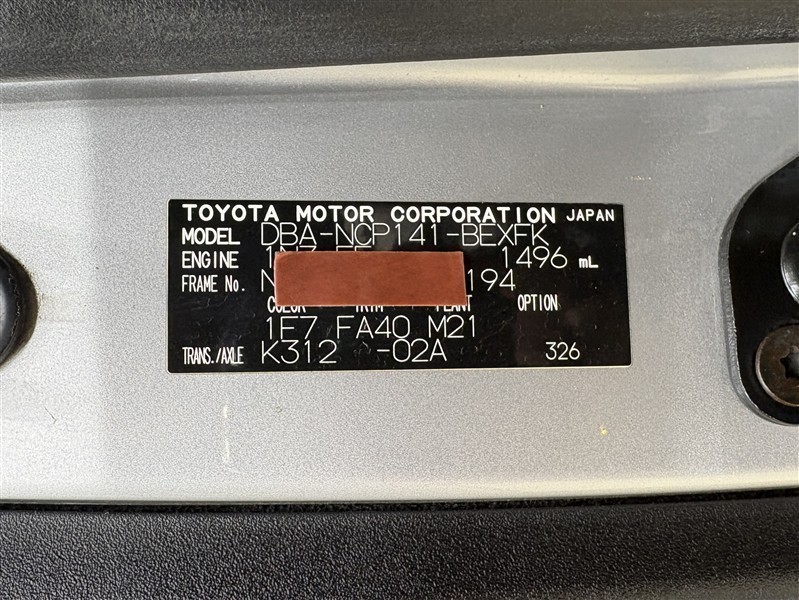 TOYOTA MOTOR CORPORATION JAPAN
MODEL DBA-NCP141-BEXFK
ENGINE 1496 mL
FRAME No. 194
COLOR TRIM PLANT OPTION
1E7 FA40 M21
TRANS./AXLE K312 -02A 326